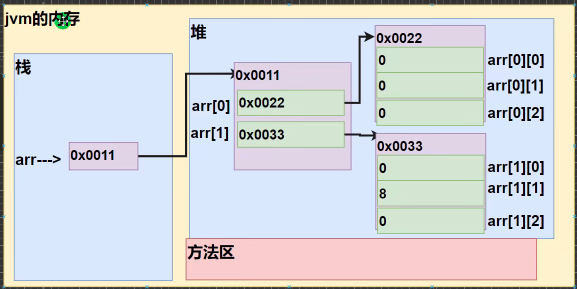 jvm的内存
栈
arr---> 0x0011
堆
0x0011
arr[0] 0x0022
arr[1] 0x0033
0x0022
0 arr[0][0]
0 arr[0][1]
0 arr[0][2]
0x0033
0 arr[1][0]
8 arr[1][1]
0 arr[1][2]
方法区